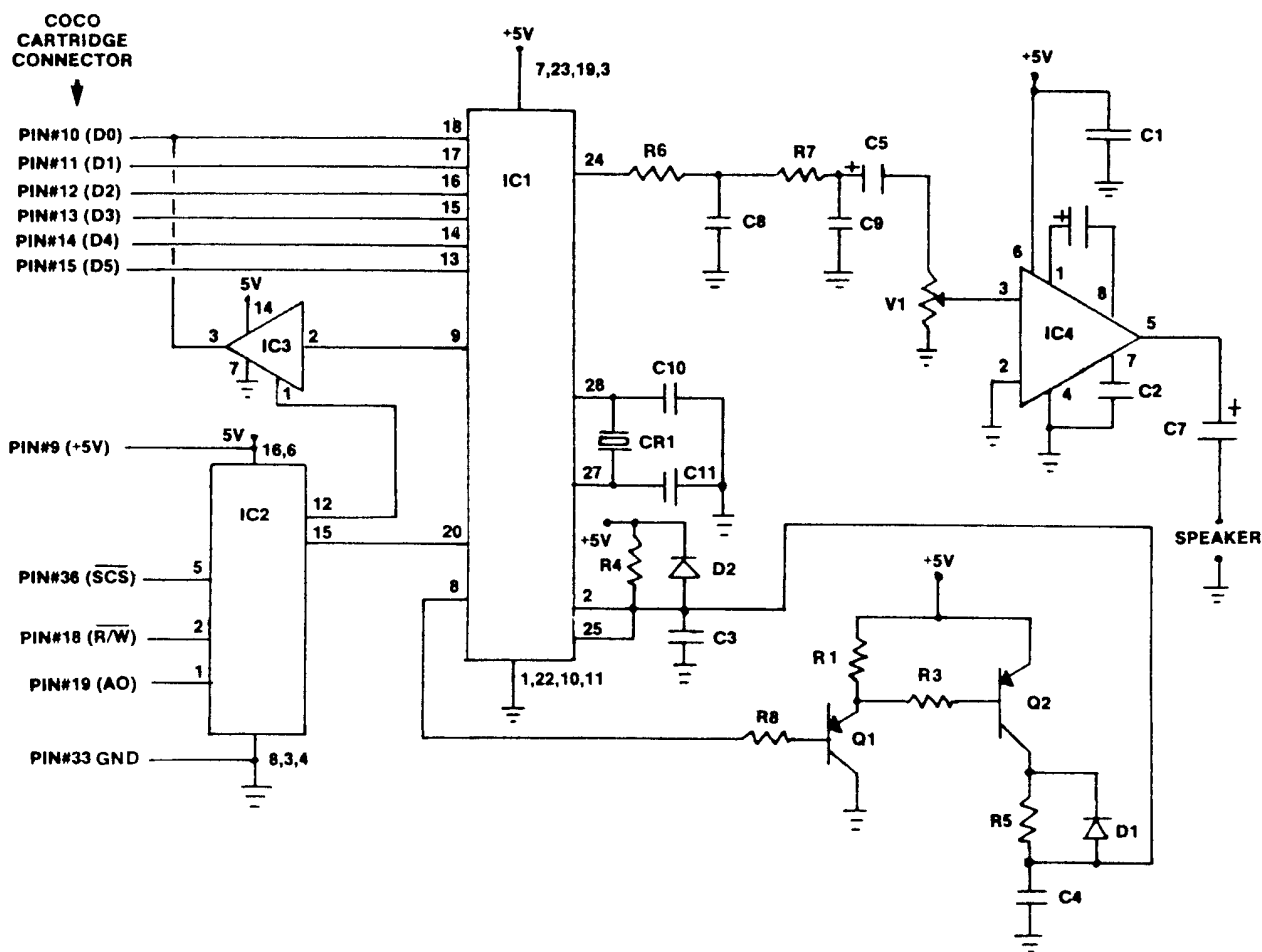 COCO
CARTRIDGE
CONNECTOR
PIN#10 (D0)
PIN#11 (D1)
PIN#12 (D2)
PIN#13 (D3)
PIN#14 (D4)
PIN#15 (D5)
+5V
7,23,19,3
18
17
16
15
14
13
IC1
24
R6
R7
+
C5
C8
C9
V1
+5V
C1
+
6
1
8
3
IC4
5
2
7
4
C2
+
C7
SPEAKER
5V
14
3
IC3
2
7
1
9
28
C10
CR1
27
C11
PIN#9 (+5V)
5V
16,6
IC2
12
15
20
8
PIN#36 (SCS)
5
PIN#18 (R/W)
2
PIN#19 (AO)
1
PIN#33 GND
8,3,4
+5V
R4
D2
2
25
C3
1,22,10,11
+5V
R1
R3
R8
Q1
Q2
R5
D1
C4